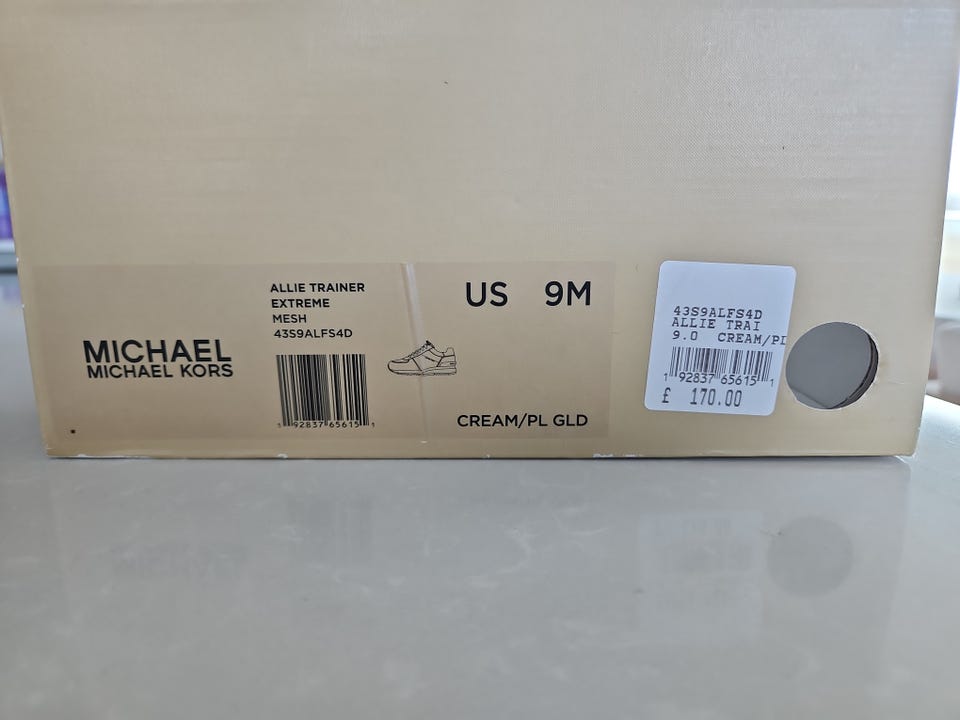 MICHAEL
MICHAEL KORS
ALLIE TRAINER
EXTREME
MESH
43S9ALFS4D
1 92837 65615 1
US 9M
CREAM/PL GLD
43S9ALFS4D
ALLIE TRAI
9.0 CREAM/PL
1 92837 65615 1
£ 170.00